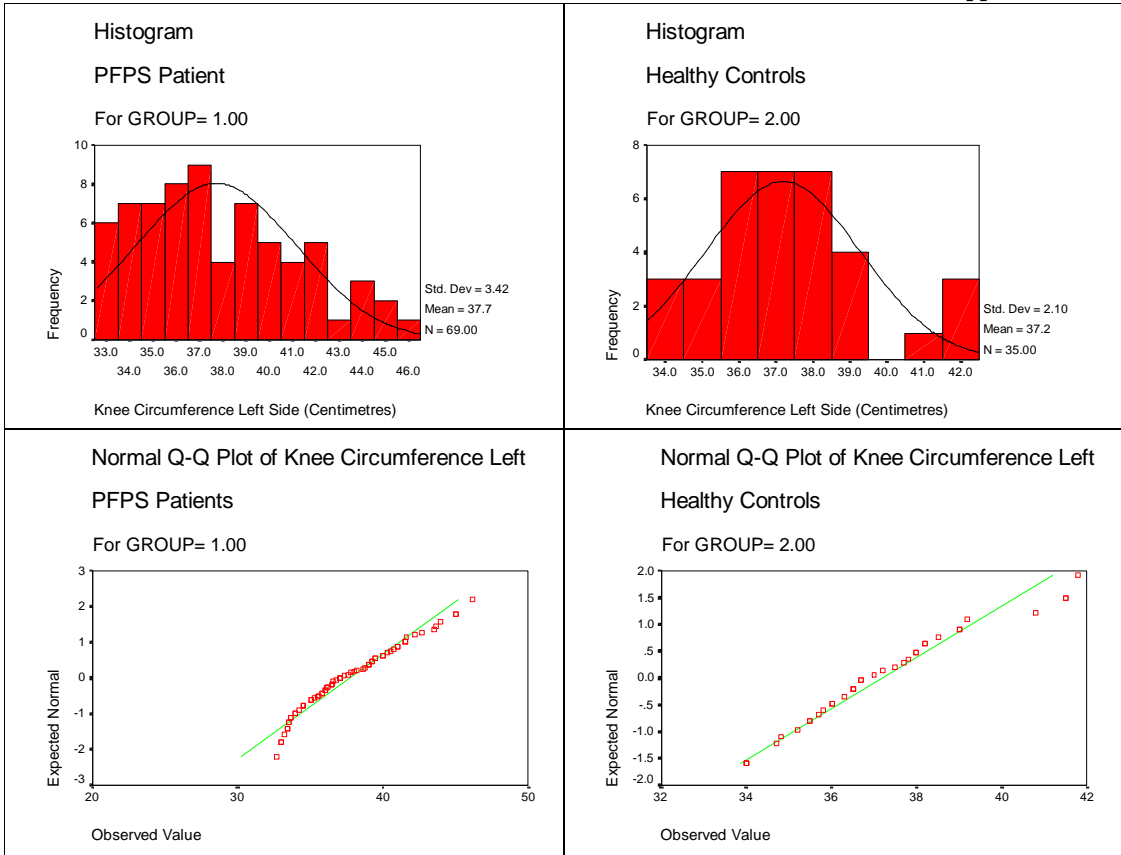 Histogram
PFPS Patient
For GROUP= 1.00
10
8
6
4
2
0
Frequency
Std. Dev = 3.42
Mean = 37.7
N = 69.00
33.0 35.0 37.0 39.0 41.0 43.0 45.0
34.0 36.0 38.0 40.0 42.0 44.0 46.0
Knee Circumference Left Side (Centimetres)
Histogram
Healthy Controls
For GROUP= 2.00
8
6
4
2
0
Frequency
Std. Dev = 2.10
Mean = 37.2
N = 35.00
34.0 35.0 36.0 37.0 38.0 39.0 40.0 41.0 42.0
Knee Circumference Left Side (Centimetres)
Normal Q-Q Plot of Knee Circumference Left
PFPS Patients
For GROUP= 1.00
3
2
1
0
-1
-2
-3
Expected Normal
20 30 40 50
Observed Value
Normal Q-Q Plot of Knee Circumference Left
Healthy Controls
For GROUP= 2.00
2.0
1.5
1.0
.5
0.0
-.5
-1.0
-1.5
-2.0
Expected Normal
32 34 36 38 40 42
Observed Value